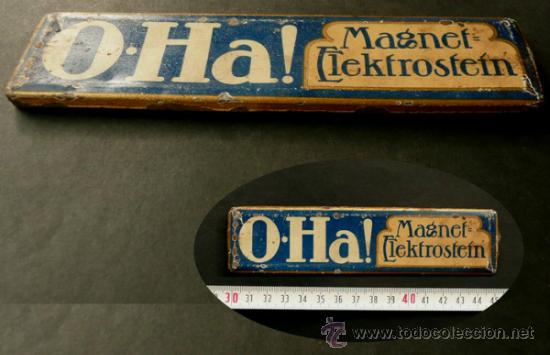 O·Ha! Magnet-
Elektrostein
O·Ha! Magnet-
Elektrostein
30 31 32 33 34 35 36 37 38 39 40 41 42 43 44 45
www.todocoleccion.net